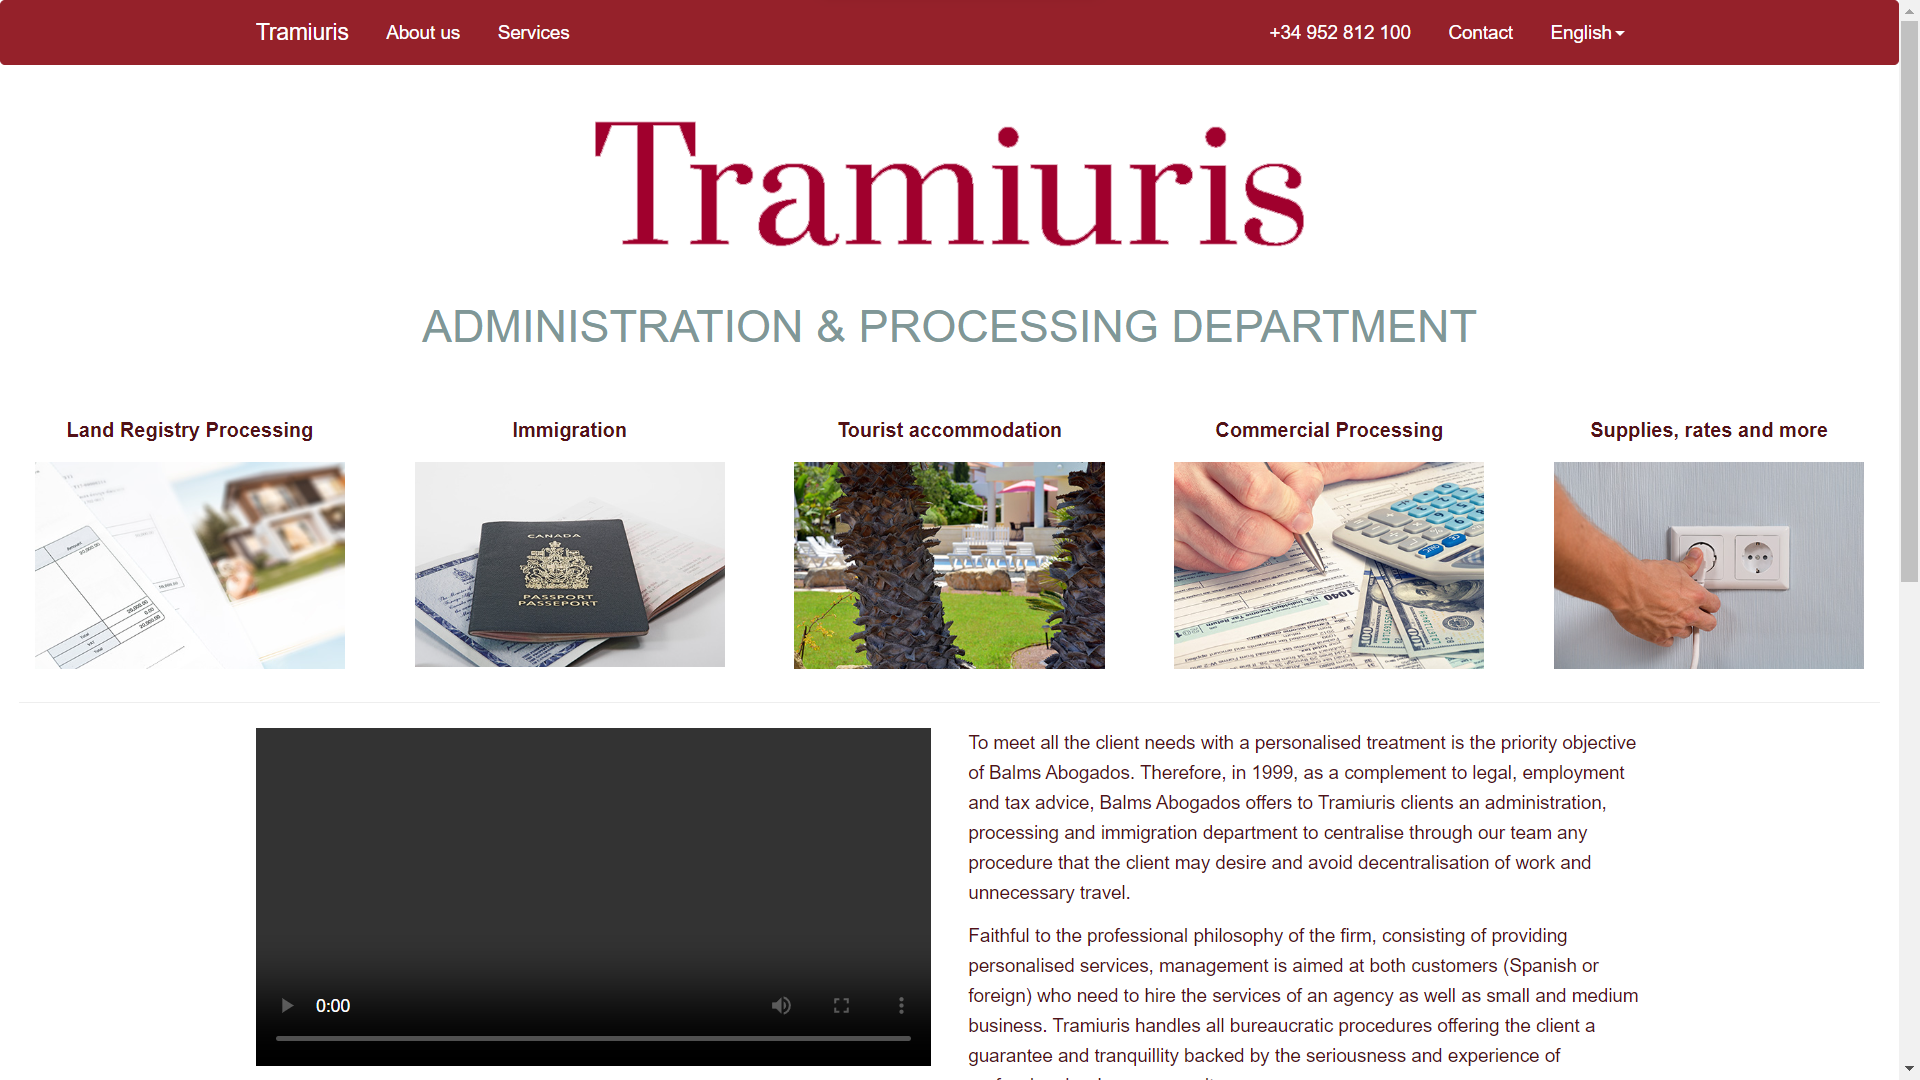 Tramiuris
About us
Services
+34 952 812 100
Contact
English
Tramiuris
ADMINISTRATION & PROCESSING DEPARTMENT
Land Registry Processing
Immigration
Tourist accommodation
Commercial Processing
Supplies, rates and more
CANADA
PASSPORT
PASSEPORT
1040
100
0:00
To meet all the client needs with a personalised treatment is the priority objective
of Balms Abogados. Therefore, in 1999, as a complement to legal, employment
and tax advice, Balms Abogados offers to Tramiuris clients an administration,
processing and immigration department to centralise through our team any
procedure that the client may desire and avoid decentralisation of work and
unnecessary travel.
Faithful to the professional philosophy of the firm, consisting of providing
personalised services, management is aimed at both customers (Spanish or
foreign) who need to hire the services of an agency as well as small and medium
business. Tramiuris handles all bureaucratic procedures offering the client a
guarantee and tranquillity backed by the seriousness and experience of